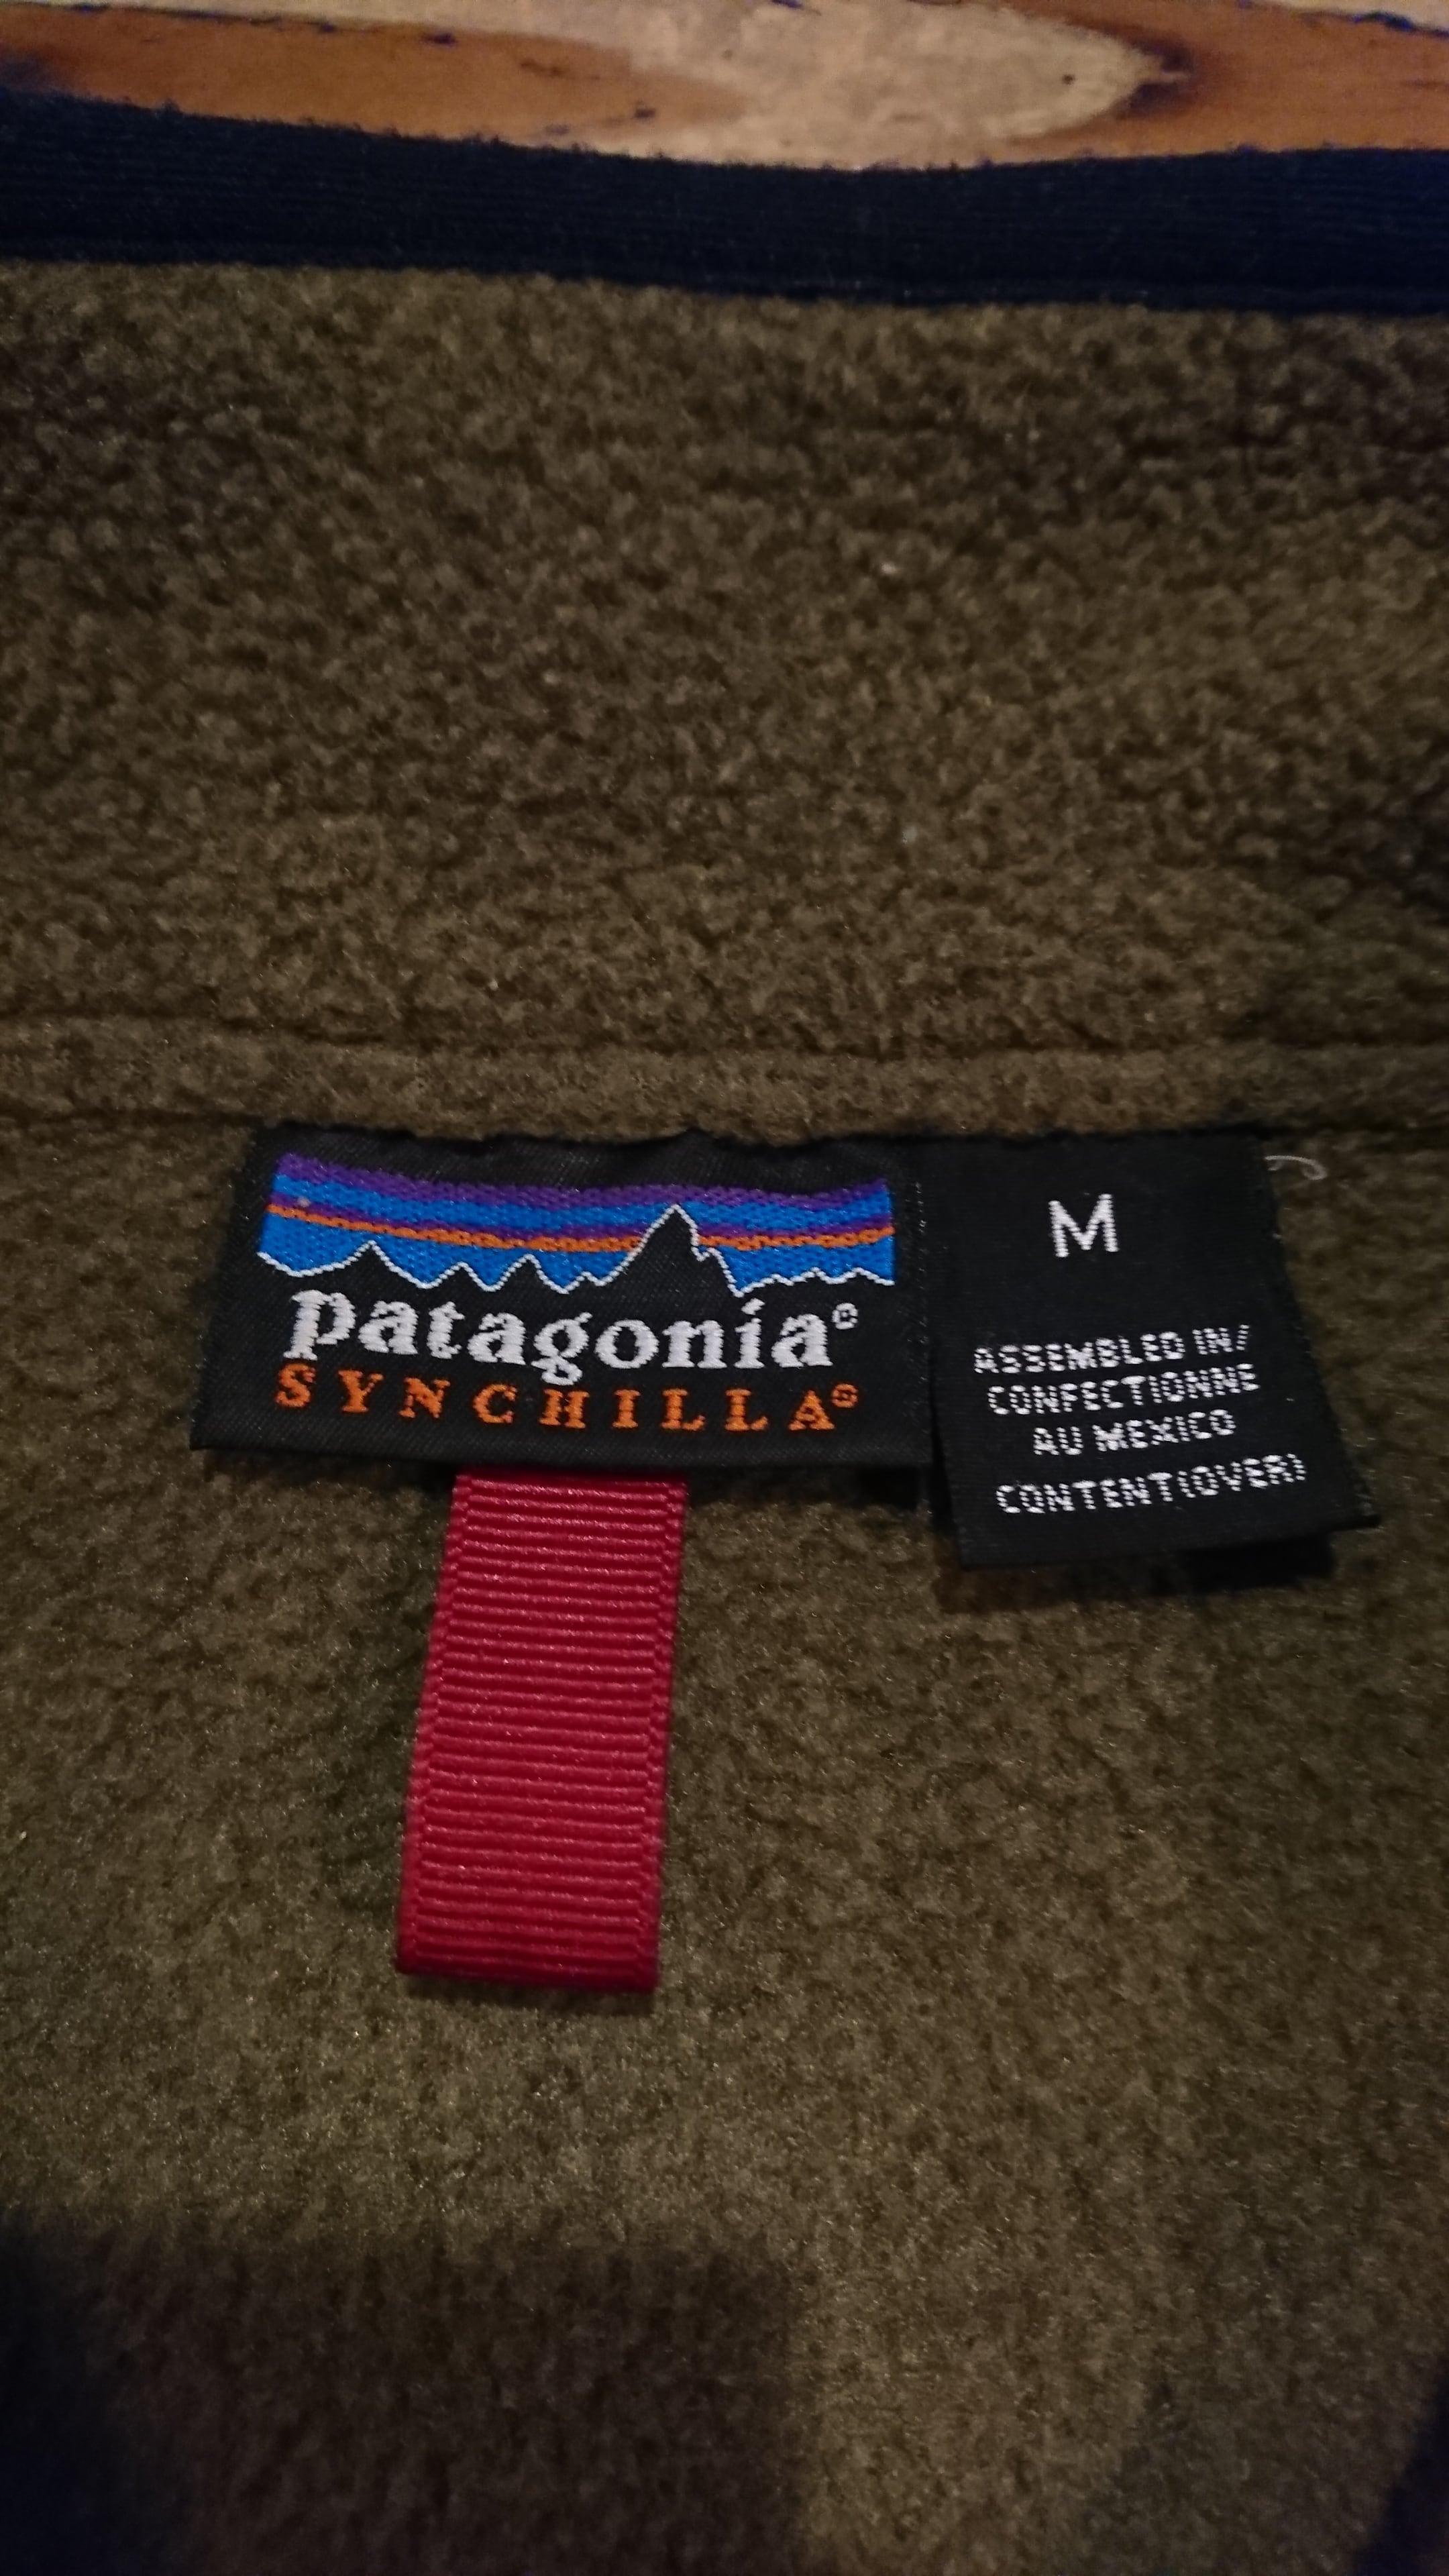 patagonia®
SYNCHILLA®
M
ASSEMBLED IN/
CONFECTIONNE
AU MEXICO
CONTENT(OVER)